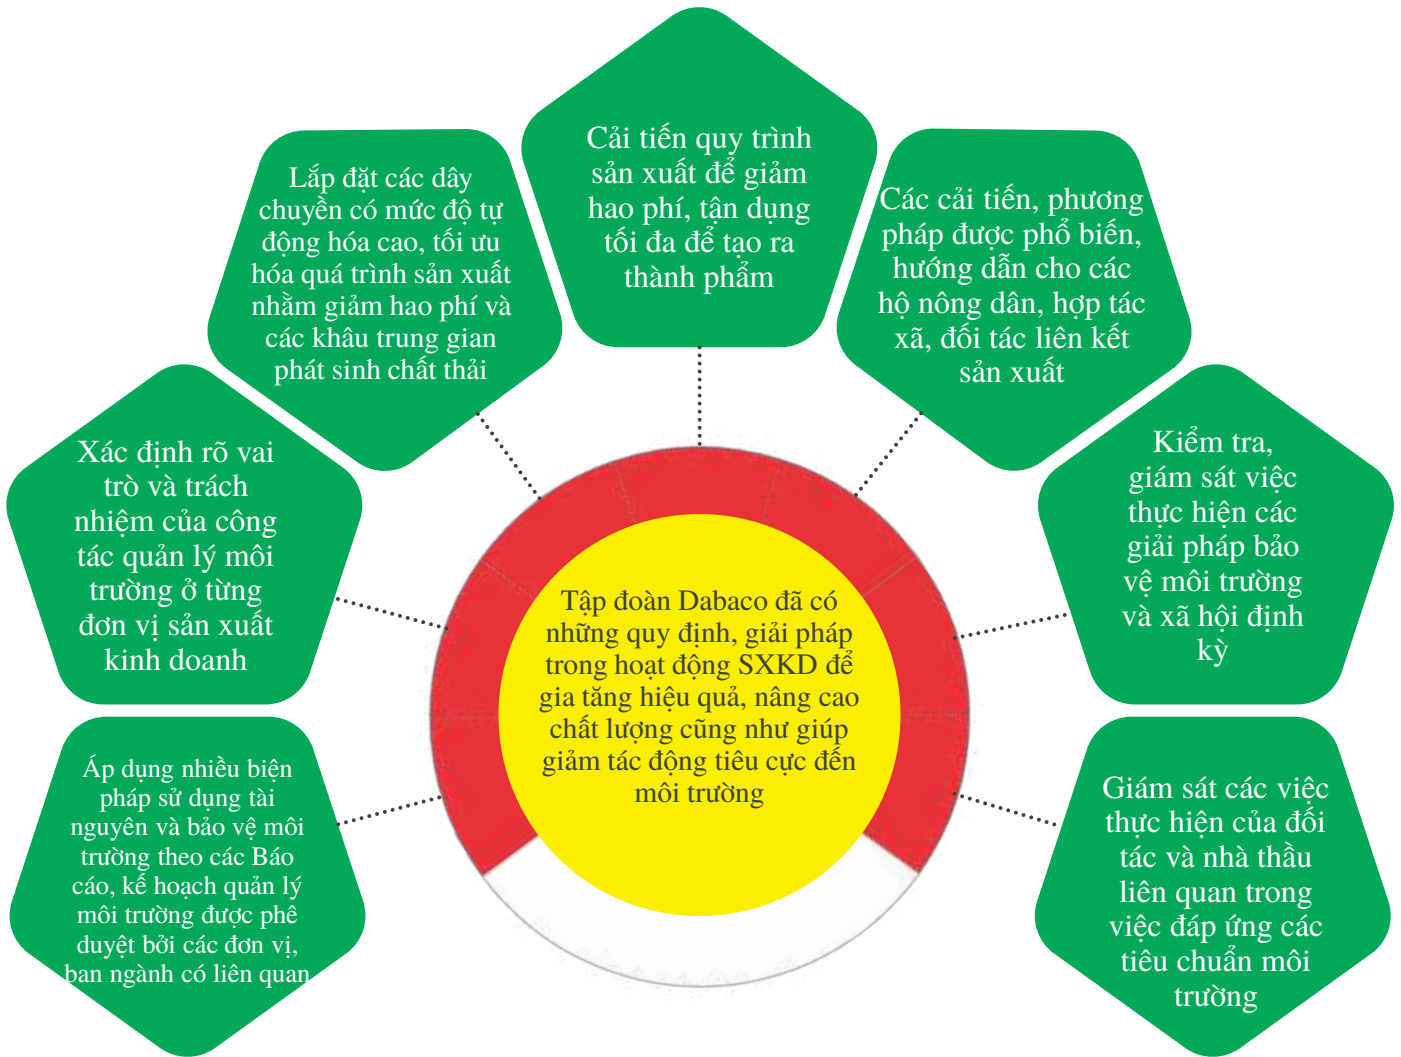 Cải tiến quy trình
sản xuất để giảm
hao phí, tận dụng
tối đa để tạo ra
thành phẩm
Lắp đặt các dây
chuyền có mức độ tự
động hóa cao, tối ưu
hóa quá trình sản xuất
nhằm giảm hao phí và
các khâu trung gian
phát sinh chất thải
Các cải tiến, phương
pháp được phổ biến,
hướng dẫn cho các
hộ nông dân, hợp tác
xã, đối tác liên kết
sản xuất
Xác định rõ vai
trò và trách
nhiệm của công
tác quản lý môi
trường ở từng
đơn vị sản xuất
kinh doanh
Kiểm tra,
giám sát việc
thực hiện các
giải pháp bảo
vệ môi trường
và xã hội định
kỳ
Tập đoàn Dabaco đã có
những quy định, giải pháp
trong hoạt động SXKD để
gia tăng hiệu quả, nâng cao
chất lượng cũng như giúp
giảm tác động tiêu cực đến
môi trường
Áp dụng nhiều biện
pháp sử dụng tài
nguyên và bảo vệ môi
trường theo các Báo
cáo, kế hoạch quản lý
môi trường được phê
duyệt bởi các đơn vị,
ban ngành có liên quan
Giám sát các việc
thực hiện của đối
tác và nhà thầu
liên quan trong
việc đáp ứng các
tiêu chuẩn môi
trường